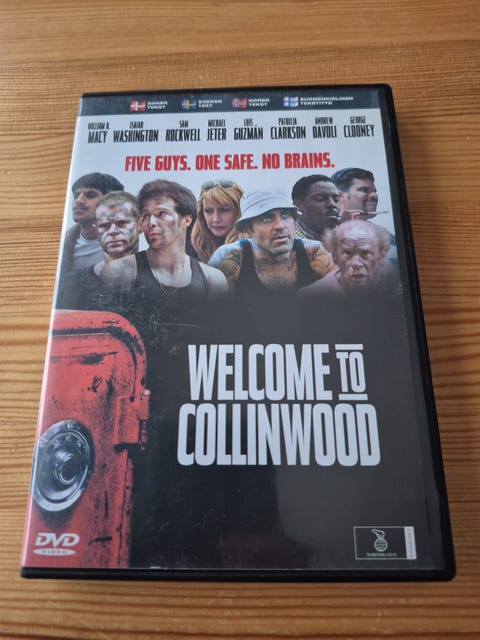 DANSK TEKST
SVENSK TEXT
NORSK TEKST
SUOMENKIELINEN TEKSTITYS
WILLIAM H. MACY ISAIAH WASHINGTON SAM ROCKWELL MICHAEL JETER LUIS GUZMÁN PATRICIA CLARKSON ANDREW DAVOLI GEORGE CLOONEY
FIVE GUYS. ONE SAFE. NO BRAINS.
WELCOME TO
COLLINWOOD
DVD
VIDEO